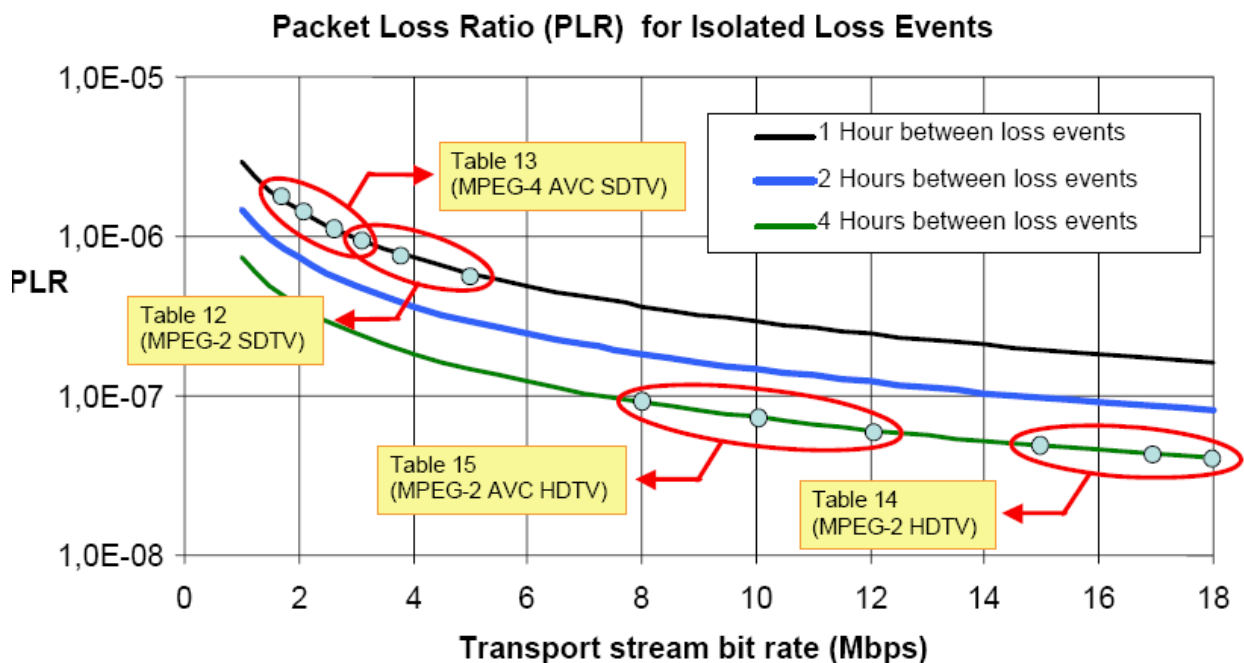 Packet Loss Ratio (PLR) for Isolated Loss Events
1,0E-05
1,0E-06
PLR
1,0E-07
1,0E-08
1 Hour between loss events
2 Hours between loss events
4 Hours between loss events
Table 13
(MPEG-4 AVC SDTV)
Table 12
(MPEG-2 SDTV)
Table 15
(MPEG-2 AVC HDTV)
Table 14
(MPEG-2 HDTV)
0 2 4 6 8 10 12 14 16 18
Transport stream bit rate (Mbps)